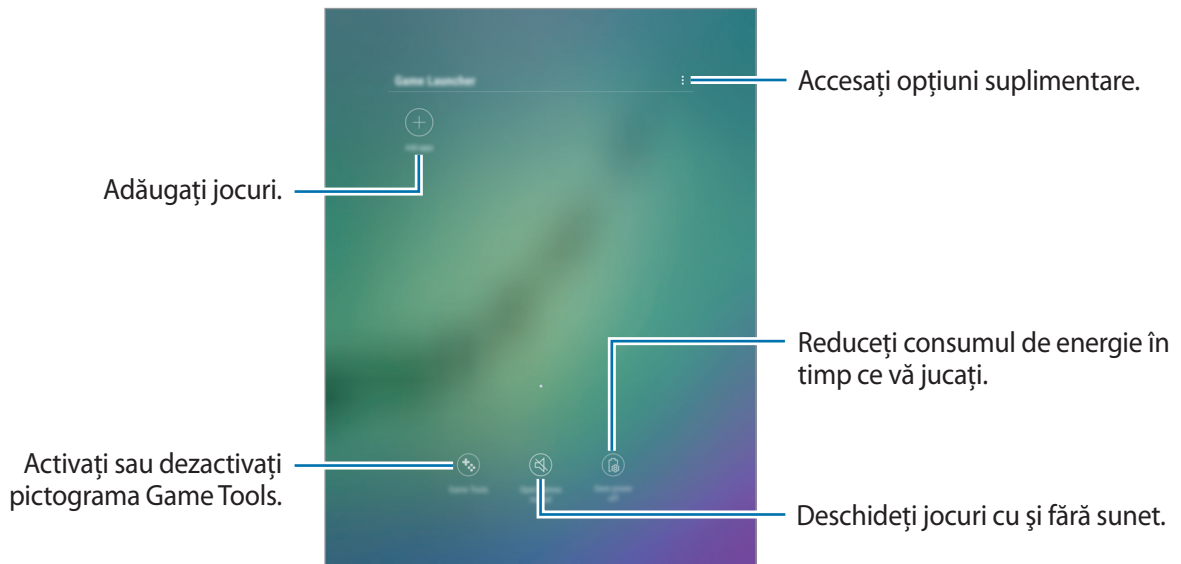 Game Launcher
Accesați opțiuni suplimentare.
Adăugați jocuri.
Reduceți consumul de energie în
timp ce vă jucați.
Activați sau dezactivați
pictograma Game Tools.
Game Tools
Deschideți jocuri cu şi fără sunet.